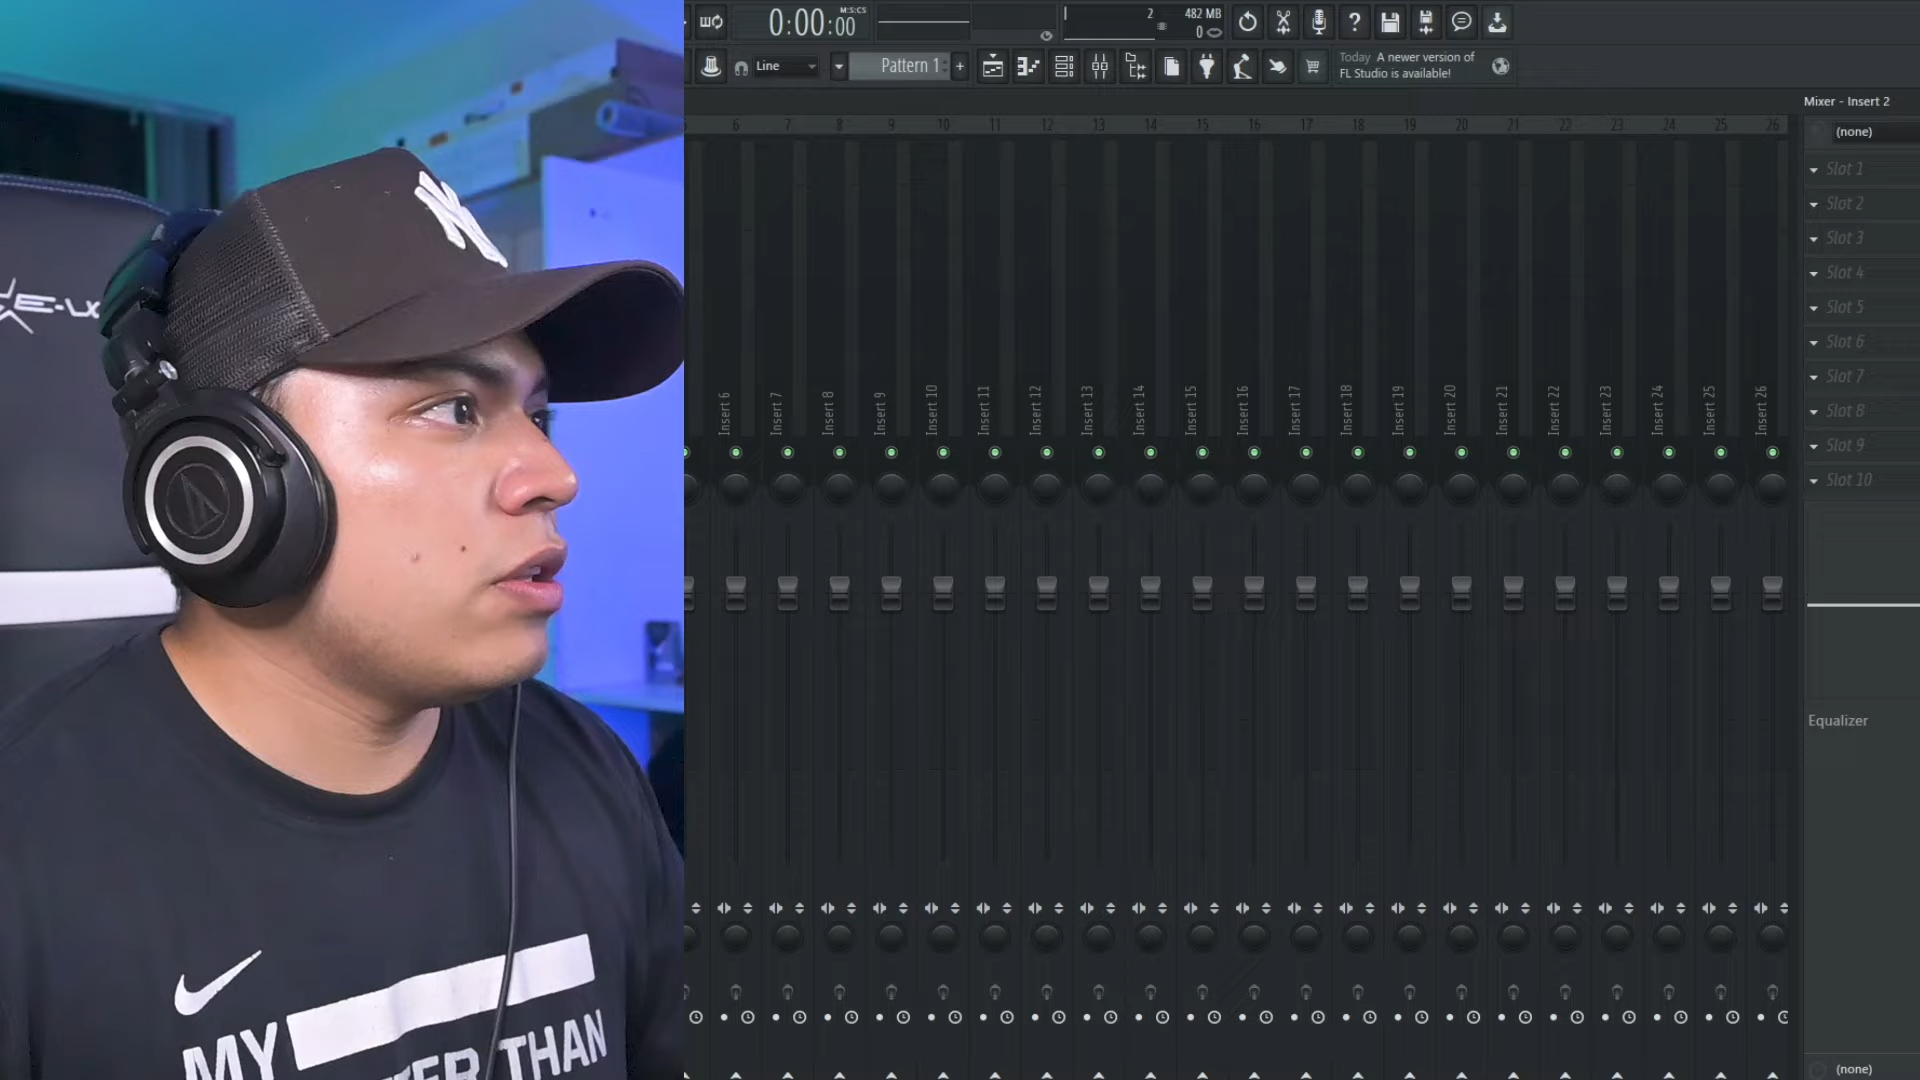 M:S:CS
0:00:00
2
482 MB
0
Line
Pattern 1
+
Today A newer version of
FL Studio is available!
Mixer - Insert 2
(none)
6 7 8 9 10 11 12 13 14 15 16 17 18 19 20 21 22 23 24 25 26
Slot 1
Slot 2
Slot 3
Slot 4
Slot 5
Slot 6
Slot 7
Slot 8
Slot 9
Slot 10
Insert 6
Insert 7
Insert 8
Insert 9
Insert 10
Insert 11
Insert 12
Insert 13
Insert 14
Insert 15
Insert 16
Insert 17
Insert 18
Insert 19
Insert 20
Insert 21
Insert 22
Insert 23
Insert 24
Insert 25
Insert 26
Equalizer
(none)
NY
MY
THAN